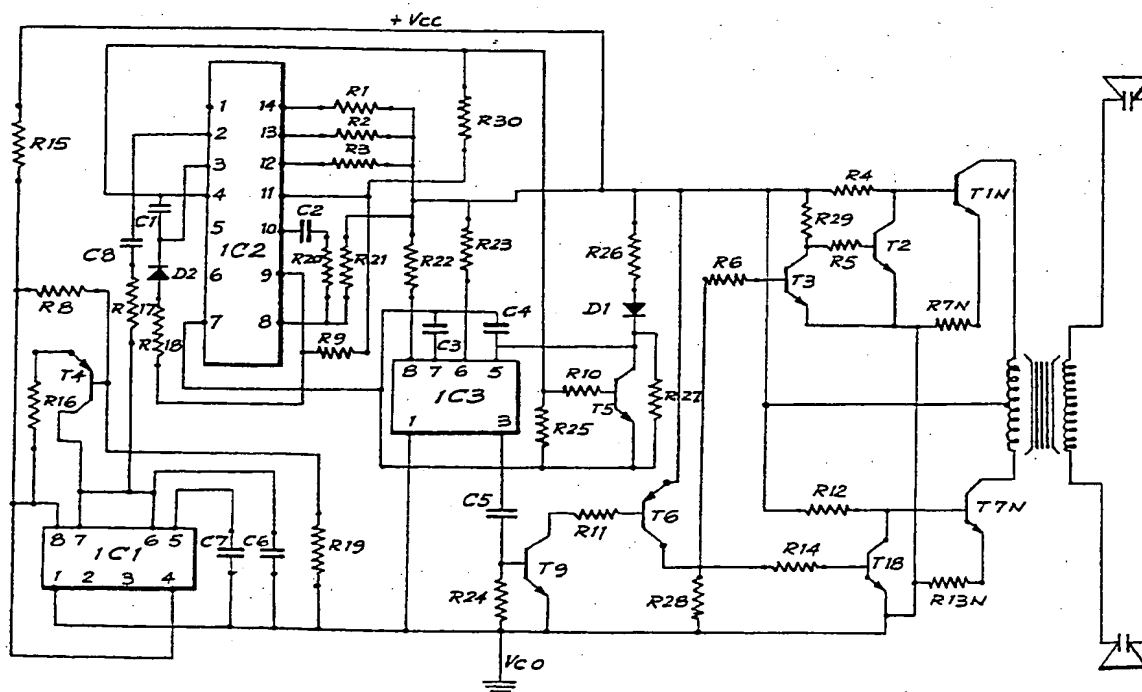 + Vcc
R15
IC2
1
2
3
4
5
6
7
14
13
12
11
10
9
8
R1
R2
R3
R30
C1
C2
C8
D2
R17
R18
R20
R21
R22
R23
R9
R8
T4
R16
C3
C4
8 7 6 5
IC3
1 3
R26
D1
R10
T5
R25
R27
R4
R29
R5
T2
T3
R6
T1N
R7N
C5
R11
T6
R12
T7N
R14
T18
R13N
T9
R24
R28
8 7 6 5
IC1
1 2 3 4
C7
C6
R19
Vco